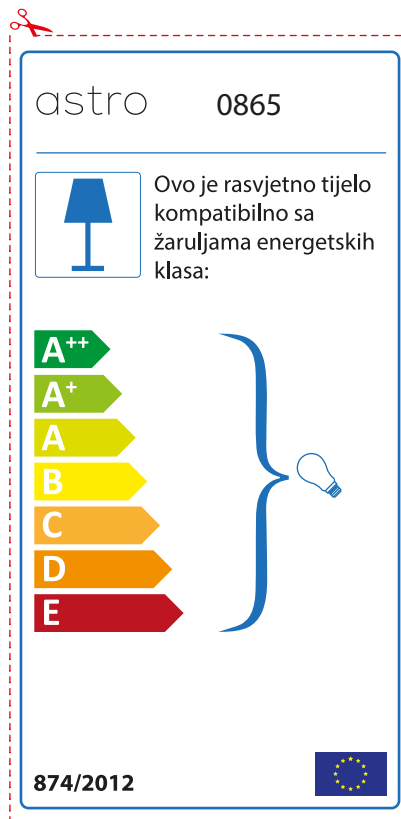 astro 0865
Ovo je rasvjetno tijelo
kompatibilno sa
žaruljama energetskih
klasa:
A++
A+
A
B
C
D
E
874/2012